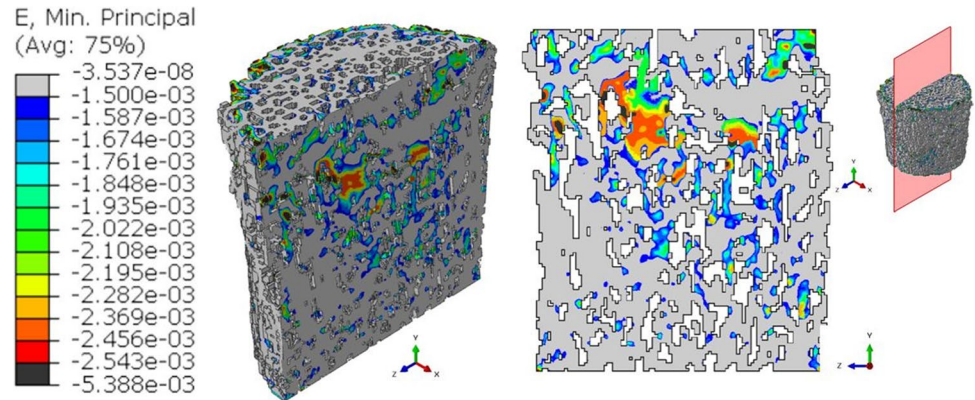 E, Min. Principal
(Avg: 75%)
-3.537e-08
-1.500e-03
-1.587e-03
-1.674e-03
-1.761e-03
-1.848e-03
-1.935e-03
-2.022e-03
-2.108e-03
-2.195e-03
-2.282e-03
-2.369e-03
-2.456e-03
-2.543e-03
-5.388e-03
Y
Z
X
Y
Z
X
Y
Z